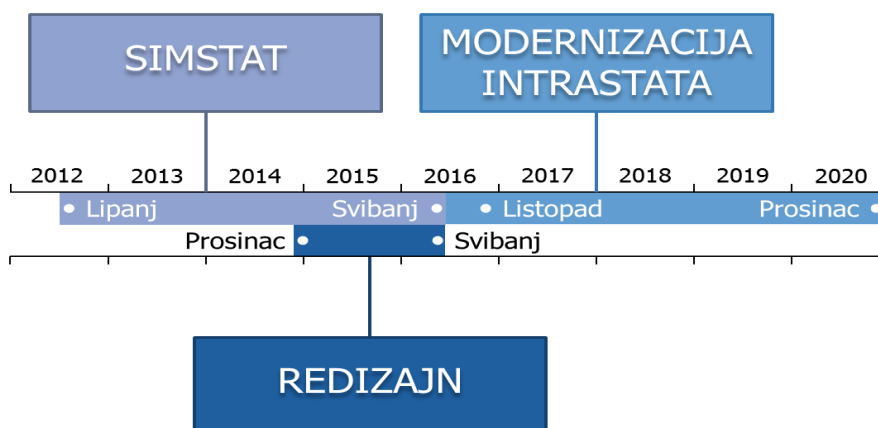 SIMSTAT
MODERNIZACIJA
INTRASTATA
2012 2013 2014 2015 2016 2017 2018 2019 2020
Lipanj Svibanj Listopad Prosinac
Prosinac Svibanj
REDIZAJN